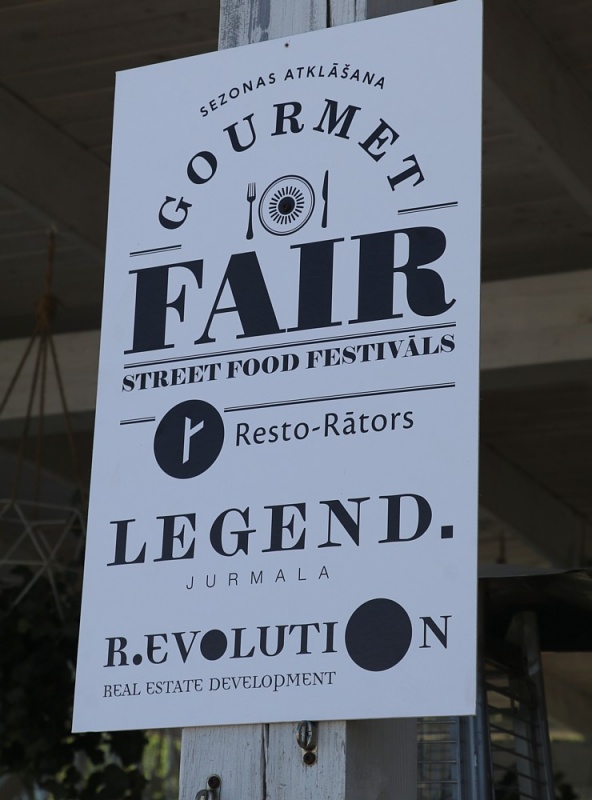 SEZONAS ATKLĀŠANA
GOURMET
FAIR
STREET FOOD FESTIVĀLS
Resto-Rātors
LEGEND.
JURMALA
R.EVOLUTION
REAL ESTATE DEVELOPMENT